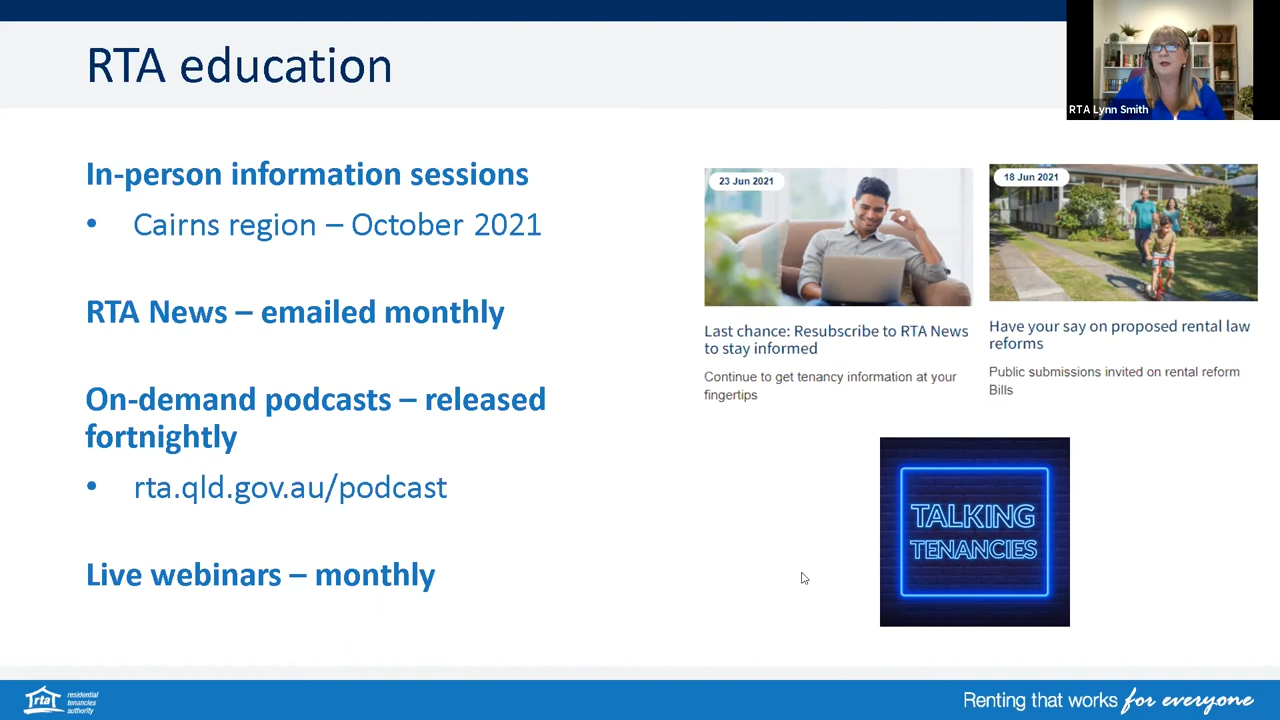 RTA education
RTA Lynn Smith
In-person information sessions
• Cairns region – October 2021
RTA News – emailed monthly
On-demand podcasts – released
fortnightly
• rta.qld.gov.au/podcast
Live webinars – monthly
23 Jun 2021
Last chance: Resubscribe to RTA News
to stay informed
Continue to get tenancy information at your
fingertips
18 Jun 2021
Have your say on proposed rental law
reforms
Public submissions invited on rental reform
Bills
TALKING
TENANCIES
rta
residential
tenancies
authority
Renting that works for everyone